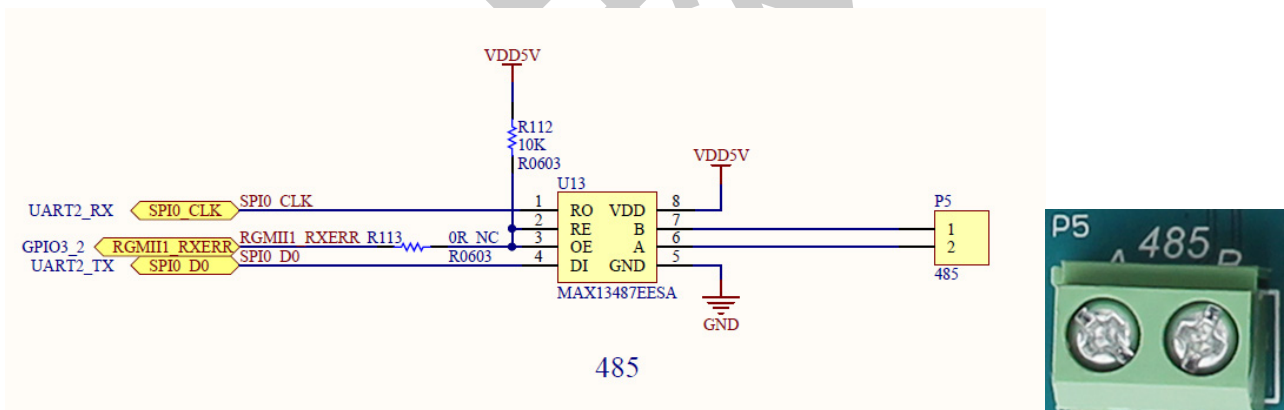 VDD5V
R112
10K
R0603
VDD5V
U13
UART2_RX SPI0_CLK SPI0_CLK 1 RO VDD 8
2 RE B 7
GPIO3_2 RGMII1_RXERR RGMII1_RXERR R113 0R_NC R0603 3 OE A 6
UART2_TX SPI0_D0 SPI0_D0 4 DI GND 5
MAX13487EESA
GND
P5
1
2
485
485
P5
A 485 B